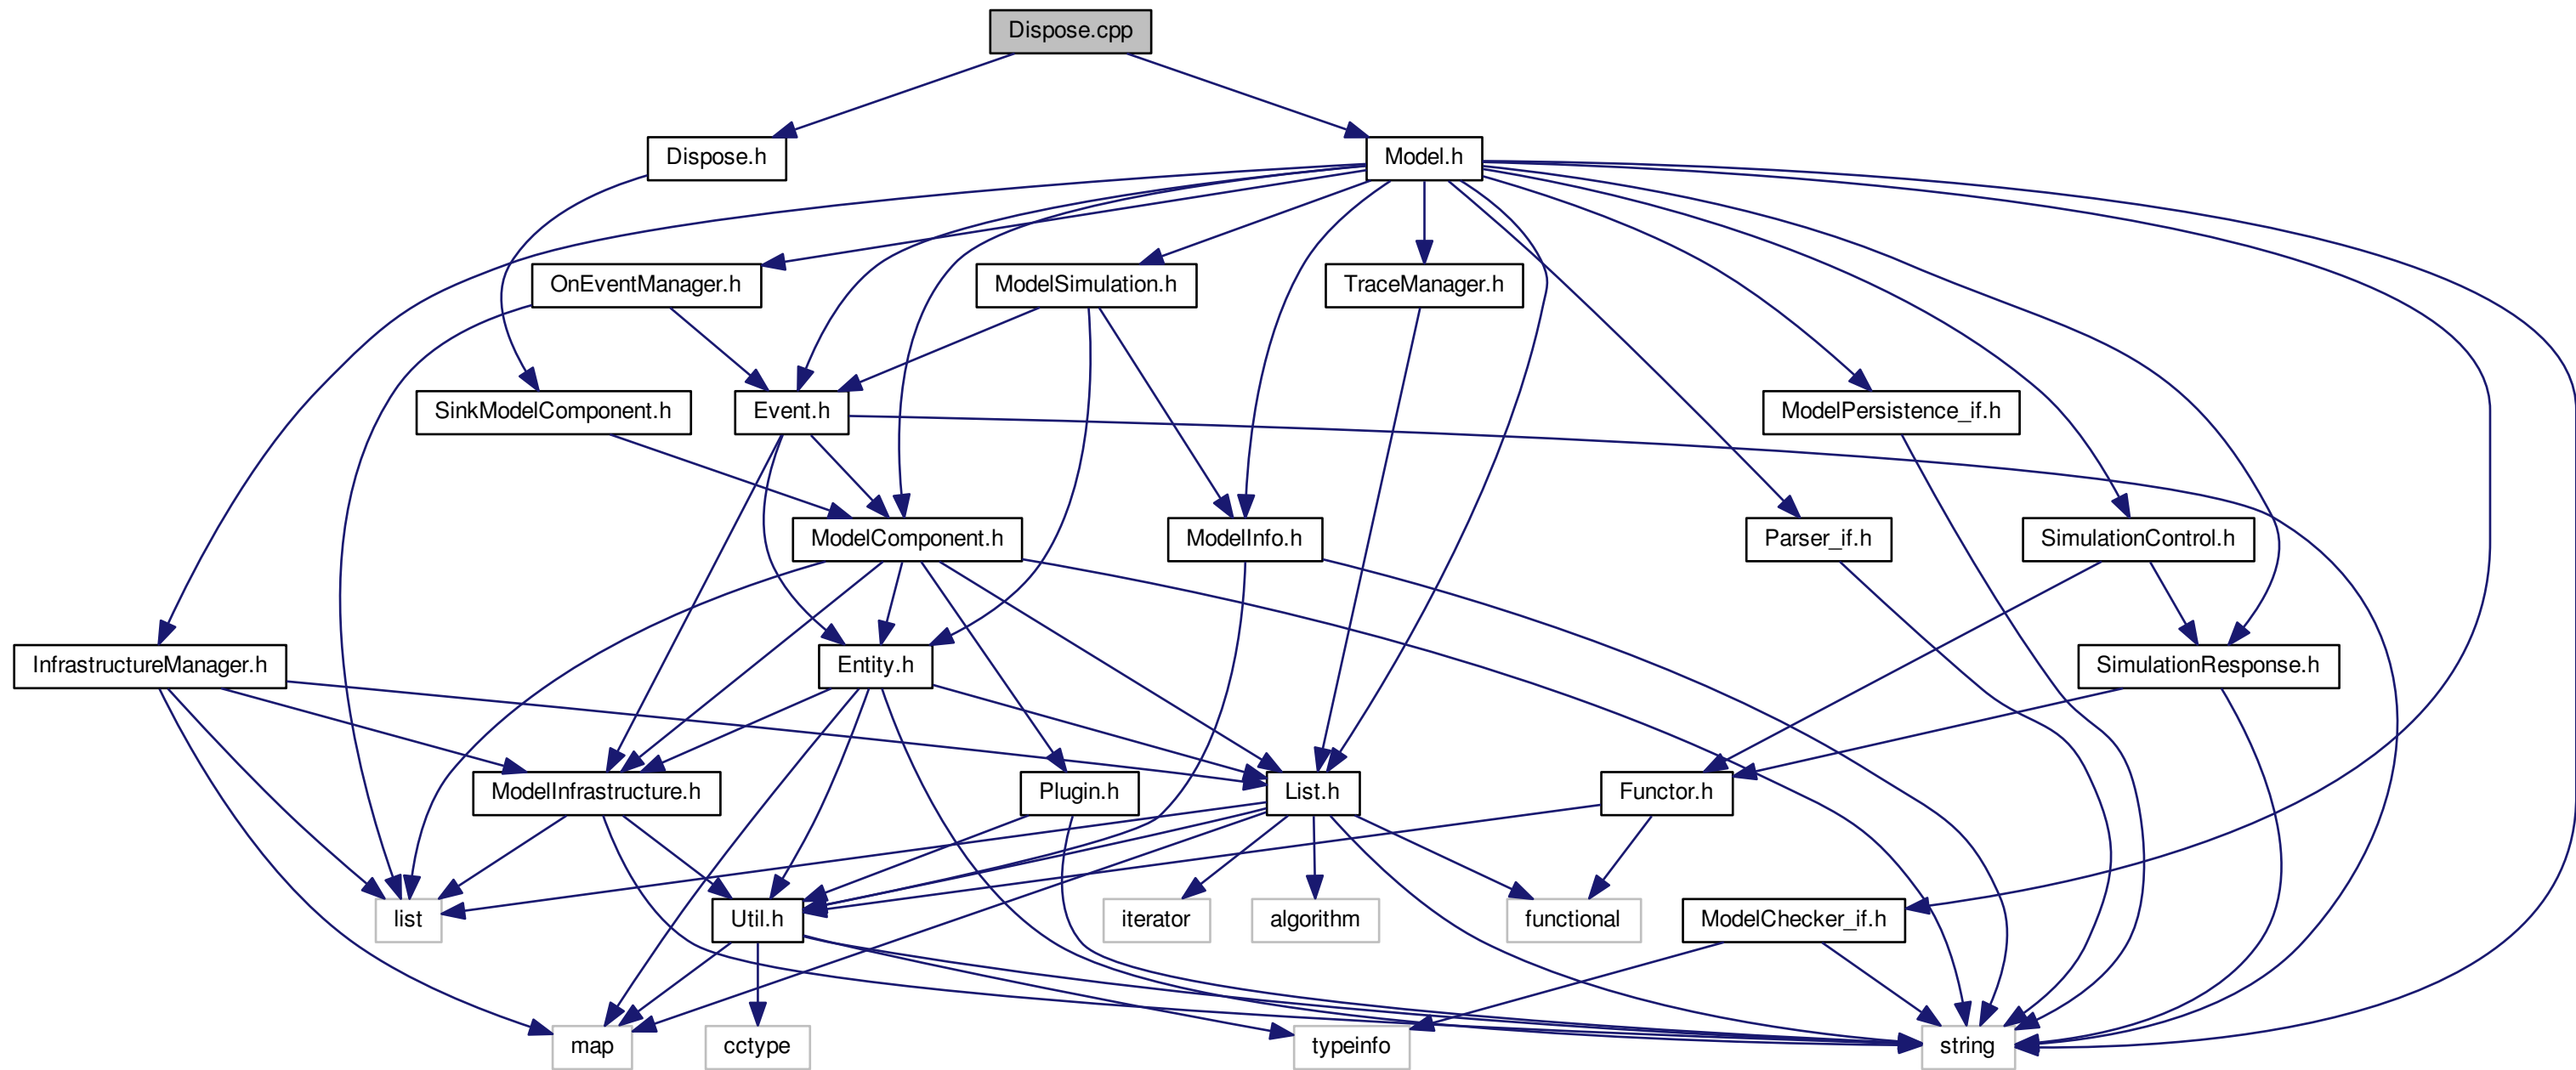 Dispose.cpp
Dispose.h
Model.h
OnEventManager.h
ModelSimulation.h
TraceManager.h
SinkModelComponent.h
Event.h
ModelPersistence_if.h
ModelComponent.h
ModelInfo.h
Parser_if.h
SimulationControl.h
InfrastructureManager.h
Entity.h
SimulationResponse.h
ModelInfrastructure.h
Plugin.h
List.h
Functor.h
list
Util.h
iterator
algorithm
functional
ModelChecker_if.h
map
cctype
typeinfo
string